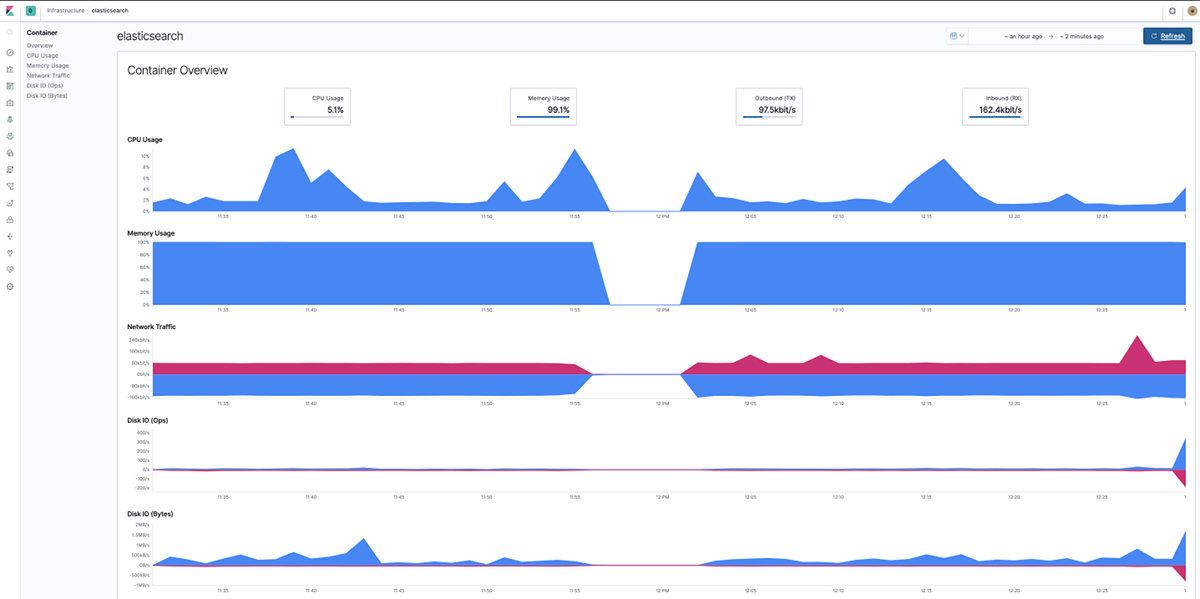 D Infrastructure / elasticsearch
Container
Overview
CPU Usage
Memory Usage
Network Traffic
Disk IO (Ops)
Disk IO (Bytes)
elasticsearch
~ an hour ago → ~ 2 minutes ago
Refresh
Container Overview
CPU Usage
5.1%
Memory Usage
99.1%
Outbound (TX)
97.5kbit/s
Inbound (RX)
162.4kbit/s
CPU Usage
10%
8%
6%
4%
2%
0%
11:35 11:40 11:45 11:50 11:55 12 PM 12:05 12:10 12:15 12:20 12:25 1
Memory Usage
100%
80%
60%
40%
20%
0%
11:35 11:40 11:45 11:50 11:55 12 PM 12:05 12:10 12:15 12:20 12:25 1
Network Traffic
240kbit/s
160kbit/s
80kbit/s
0bit/s
-80kbit/s
-160kbit/s
11:35 11:40 11:45 11:50 11:55 12 PM 12:05 12:10 12:15 12:20 12:25 1
Disk IO (Ops)
400/s
300/s
200/s
100/s
0/s
-100/s
-200/s
11:35 11:40 11:45 11:50 11:55 12 PM 12:05 12:10 12:15 12:20 12:25 1
Disk IO (Bytes)
2MB/s
1.5MB/s
1MB/s
500kB/s
0B/s
-500kB/s
-1MB/s
11:35 11:40 11:45 11:50 11:55 12 PM 12:05 12:10 12:15 12:20 12:25 1